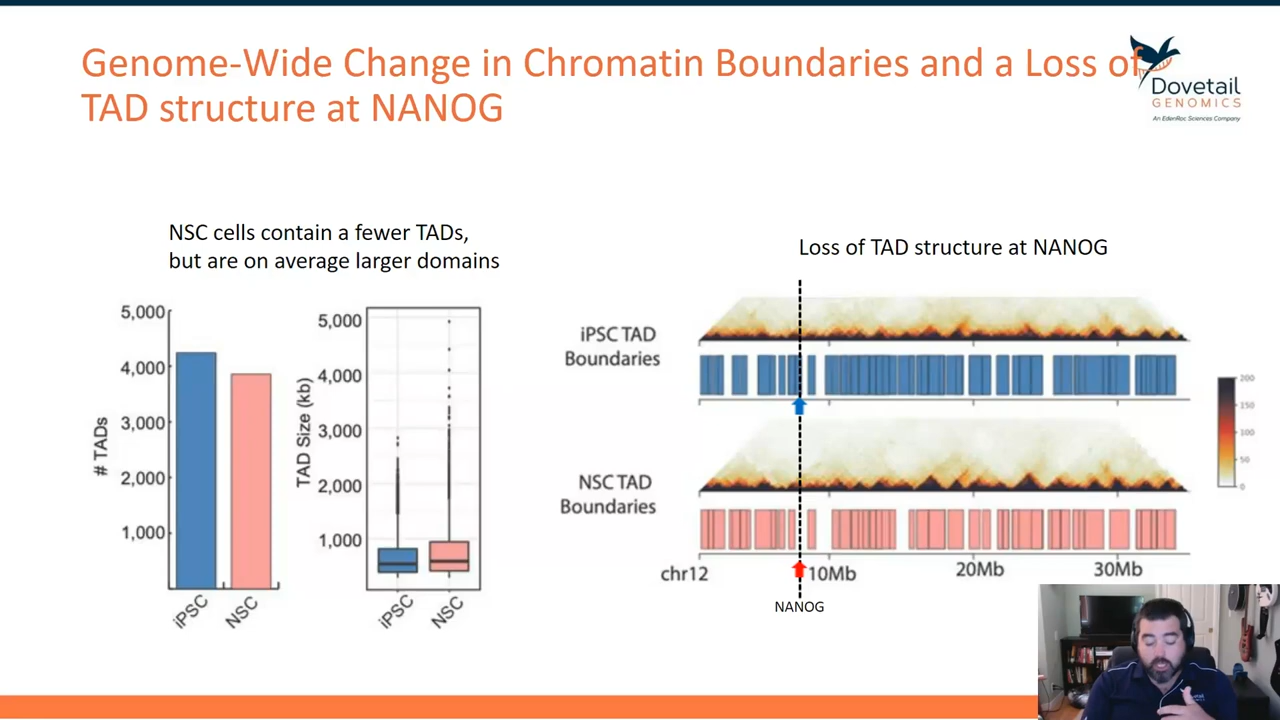 Genome-Wide Change in Chromatin Boundaries and a Loss of
TAD structure at NANOG
Dovetail
GENOMICS
An EdenRoc Sciences Company
NSC cells contain a fewer TADs,
but are on average larger domains
5,000
4,000
3,000
2,000
1,000
# TADs
iPSC
NSC
5,000
4,000
3,000
2,000
1,000
TAD Size (kb)
iPSC
NSC
Loss of TAD structure at NANOG
iPSC TAD
Boundaries
NSC TAD
Boundaries
chr12
10Mb
20Mb
30Mb
NANOG
200
150
100
50
0